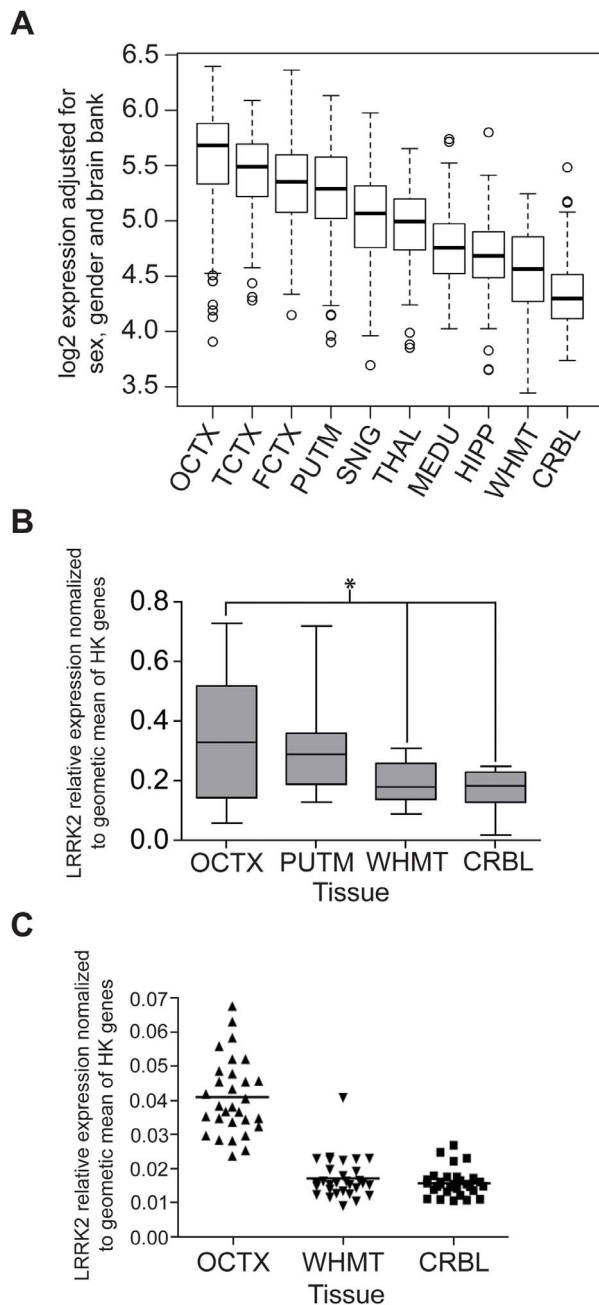 A
log2 expression adjusted for
sex, gender and brain bank
6.5
6.0
5.5
5.0
4.5
4.0
3.5
OCTX
TCTX
FCTX
PUTM
SNIG
THAL
MEDU
HIPP
WHMT
CRBL
B
LRRK2 relative expression normalized
to geometic mean of HK genes
0.8
0.6
0.4
0.2
0.0
*
OCTX
PUTM
WHMT
CRBL
Tissue
C
LRRK2 relative expression nomalized
to geometic mean of HK genes
0.07
0.06
0.05
0.04
0.03
0.02
0.01
0.00
OCTX
WHMT
CRBL
Tissue